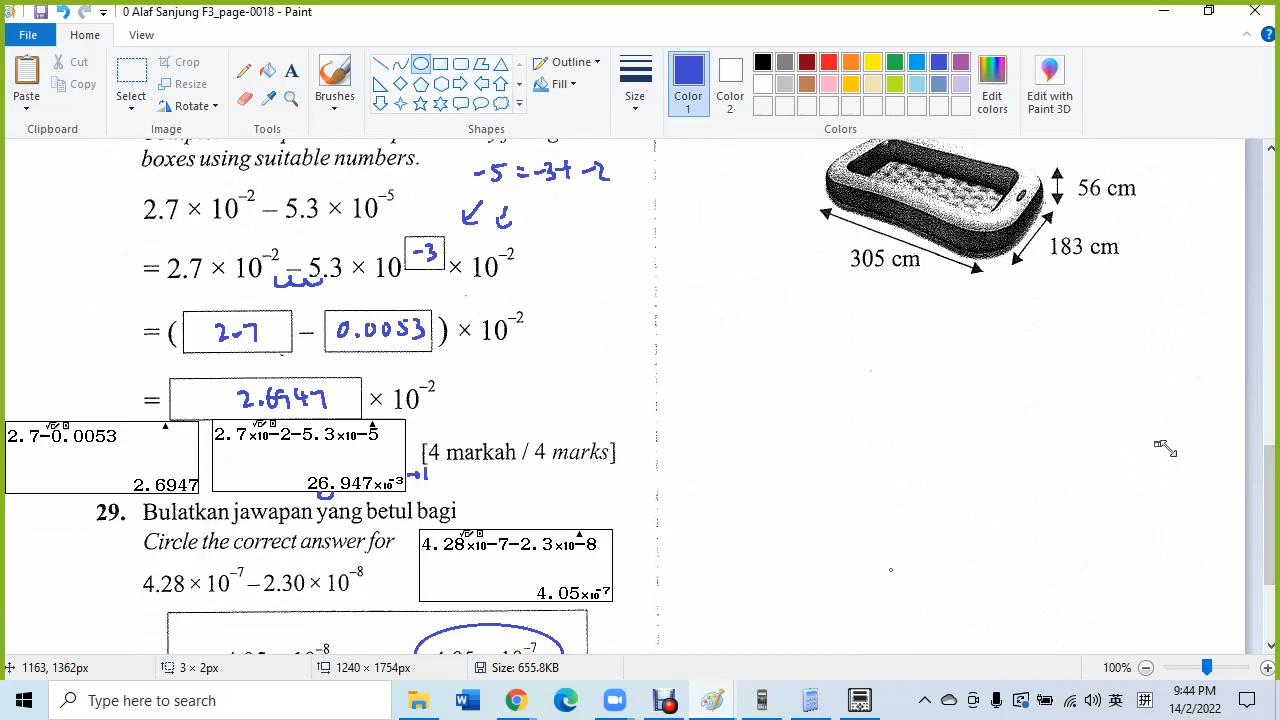 0 Alaf Sanjung F3_page-0018 - Paint
File
Home
View
Paste
Cut
Copy
Clipboard
Select
Crop
Resize
Rotate
Image
A
Tools
Brushes
Outline
Fill
Shapes
Size
Color 1
Color 2
Edit colors
Edit with Paint 3D
Colors
boxes using suitable numbers.
-5 = -3 + -2
2.7 × 10⁻² – 5.3 × 10⁻⁵
= 2.7 × 10⁻² – 5.3 × 10 -3 × 10⁻²
= ( 2.7 – 0.0053 ) × 10⁻²
= 2.6947 × 10⁻²
2.7-0.0053
2.6947
2.7×10-2-5.3×10-5
26.947×10⁻³
+1
[4 markah / 4 marks]
29. Bulatkan jawapan yang betul bagi
Circle the correct answer for
4.28 × 10⁻⁷ – 2.30 × 10⁻⁸
4.28×10-7-2.3×10-8
4.05×10⁻⁷
56 cm
183 cm
305 cm
1163, 1362px
3 × 2px
1240 × 1754px
Size: 655.8KB
100%
Type here to search
英
拼
9:44 PM
14/2/2022